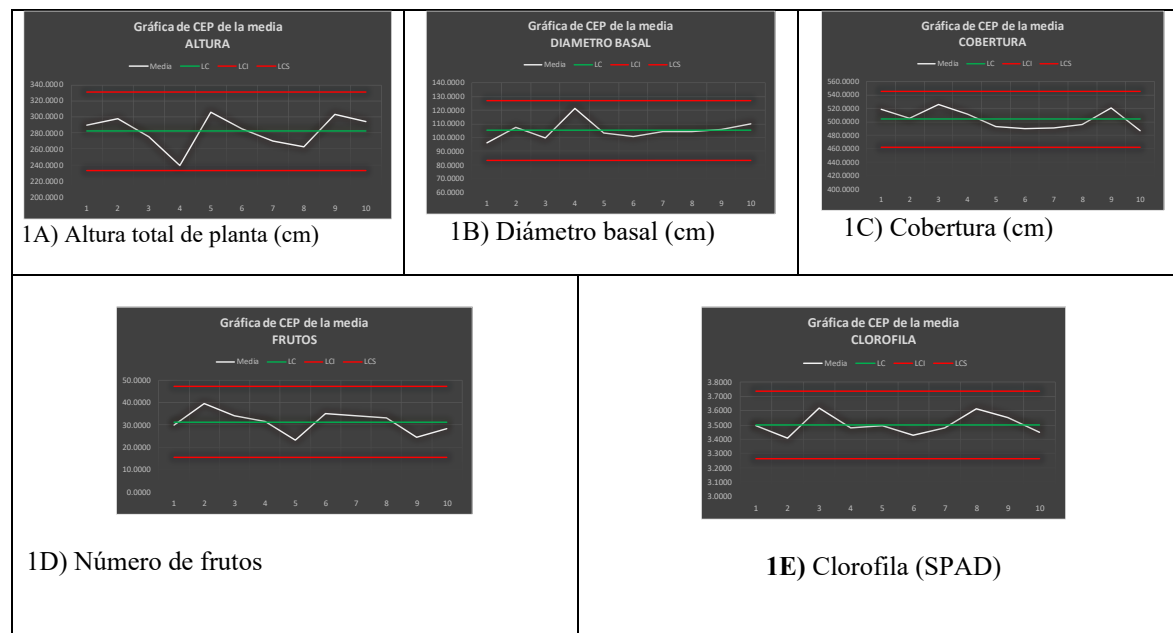 Gráfica de CEP de la media
ALTURA
Media LC LCI LCS
340.0000
320.0000
300.0000
280.0000
260.0000
240.0000
220.0000
200.0000
1 2 3 4 5 6 7 8 9 10
1A) Altura total de planta (cm)
Gráfica de CEP de la media
DIAMETRO BASAL
Media LC LCI LCS
140.0000
130.0000
120.0000
110.0000
100.0000
90.0000
80.0000
70.0000
60.0000
1 2 3 4 5 6 7 8 9 10
1B) Diámetro basal (cm)
Gráfica de CEP de la media
COBERTURA
Media LC LCI LCS
560.0000
540.0000
520.0000
500.0000
480.0000
460.0000
440.0000
420.0000
400.0000
1 2 3 4 5 6 7 8 9 10
1C) Cobertura (cm)
Gráfica de CEP de la media
FRUTOS
Media LC LCI LCS
50.0000
40.0000
30.0000
20.0000
10.0000
0.0000
1 2 3 4 5 6 7 8 9 10
1D) Número de frutos
Gráfica de CEP de la media
CLOROFILA
Media LC LCI LCS
3.8000
3.7000
3.6000
3.5000
3.4000
3.3000
3.2000
3.1000
3.0000
1 2 3 4 5 6 7 8 9 10
1E) Clorofila (SPAD)